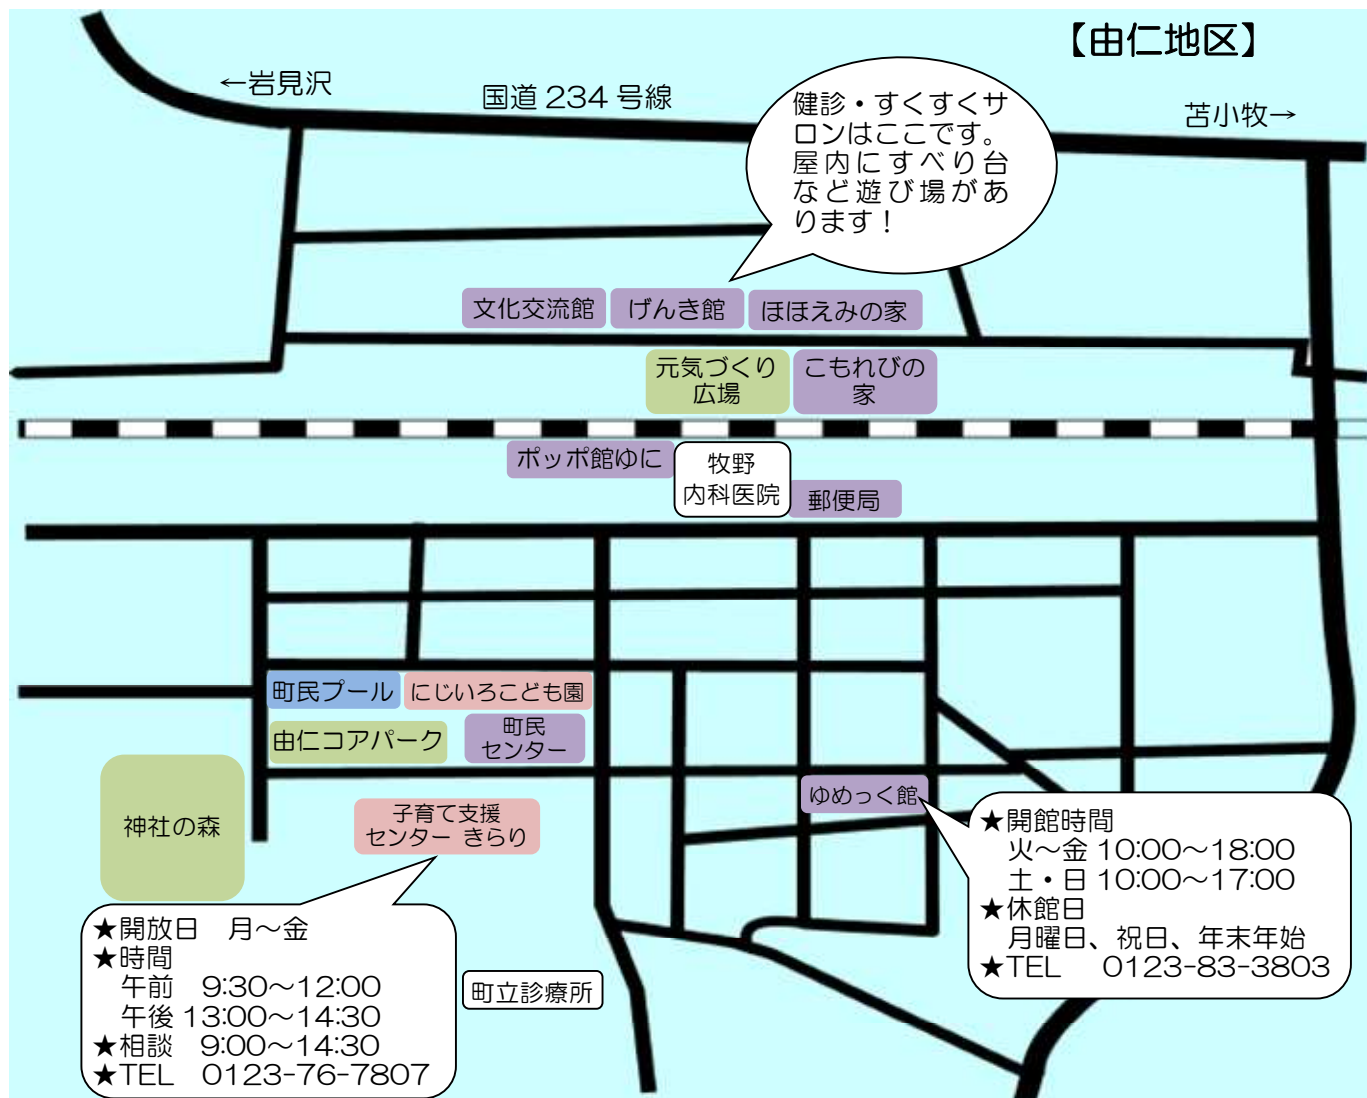 【由仁地区】
←岩見沢
国道 234 号線
苫小牧→
健診・すくすくサ
ロンはここです。
屋内にすべり台
など遊び場があ
ります！
文化交流館
げんき館
ほほえみの家
元気づくり
広場
こもれびの
家
ポッポ館ゆに
牧野
内科医院
郵便局
町民プール
にじいろこども園
由仁コアパーク
町民
センター
神社の森
子育て支援
センター きらり
ゆめっく館
★開館時間
火～金 10:00～18:00
土・日 10:00～17:00
★休館日
月曜日、祝日、年末年始
★TEL 0123-83-3803
★開放日 月～金
★時間
午前 9:30～12:00
午後 13:00～14:30
★相談 9:00～14:30
★TEL 0123-76-7807
町立診療所